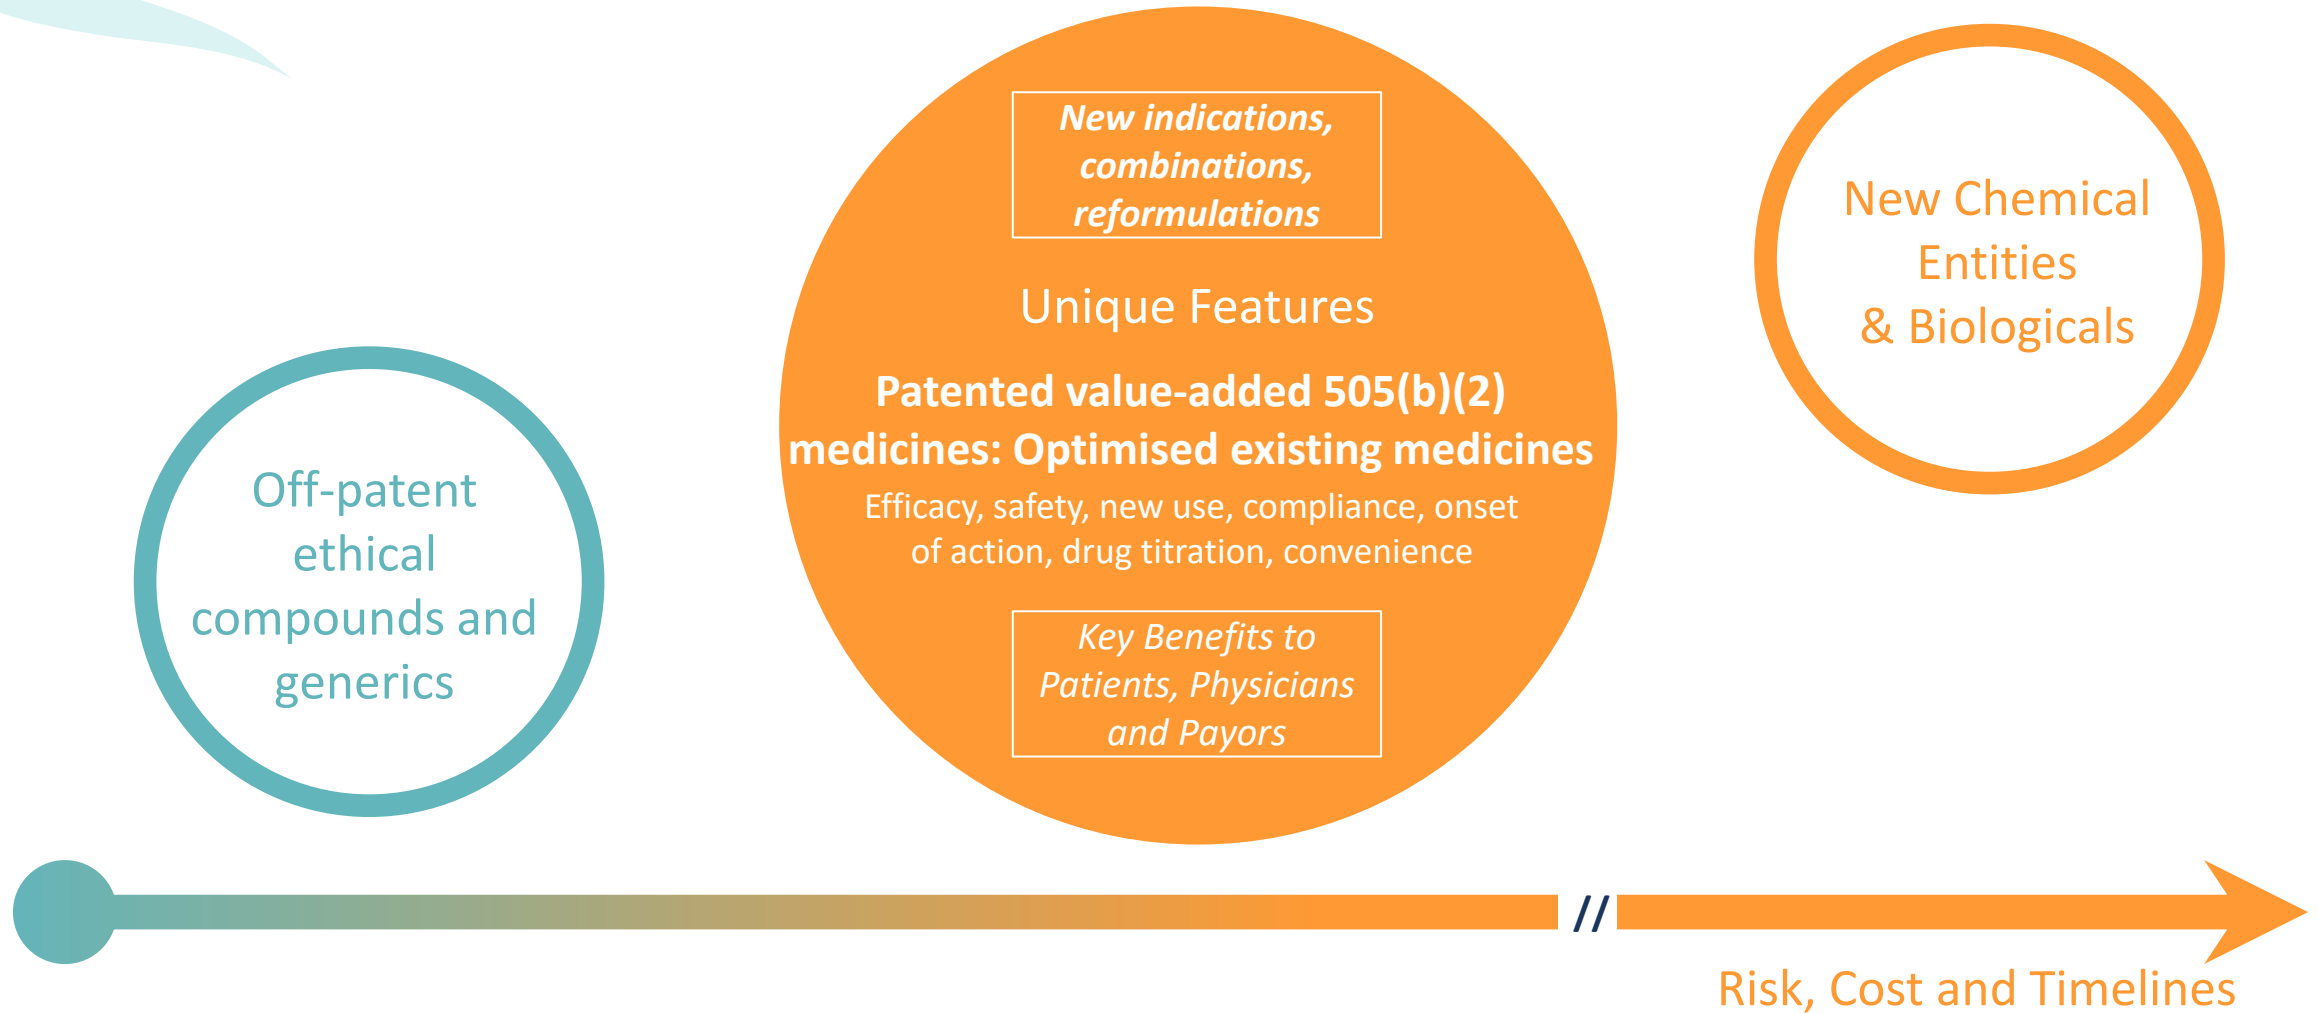 Off-patent
ethical
compounds and
generics
New indications,
combinations,
reformulations
Unique Features
Patented value-added 505(b)(2)
medicines: Optimised existing medicines
Efficacy, safety, new use, compliance, onset
of action, drug titration, convenience
Key Benefits to
Patients, Physicians
and Payors
New Chemical
Entities
& Biologicals
//
Risk, Cost and Timelines